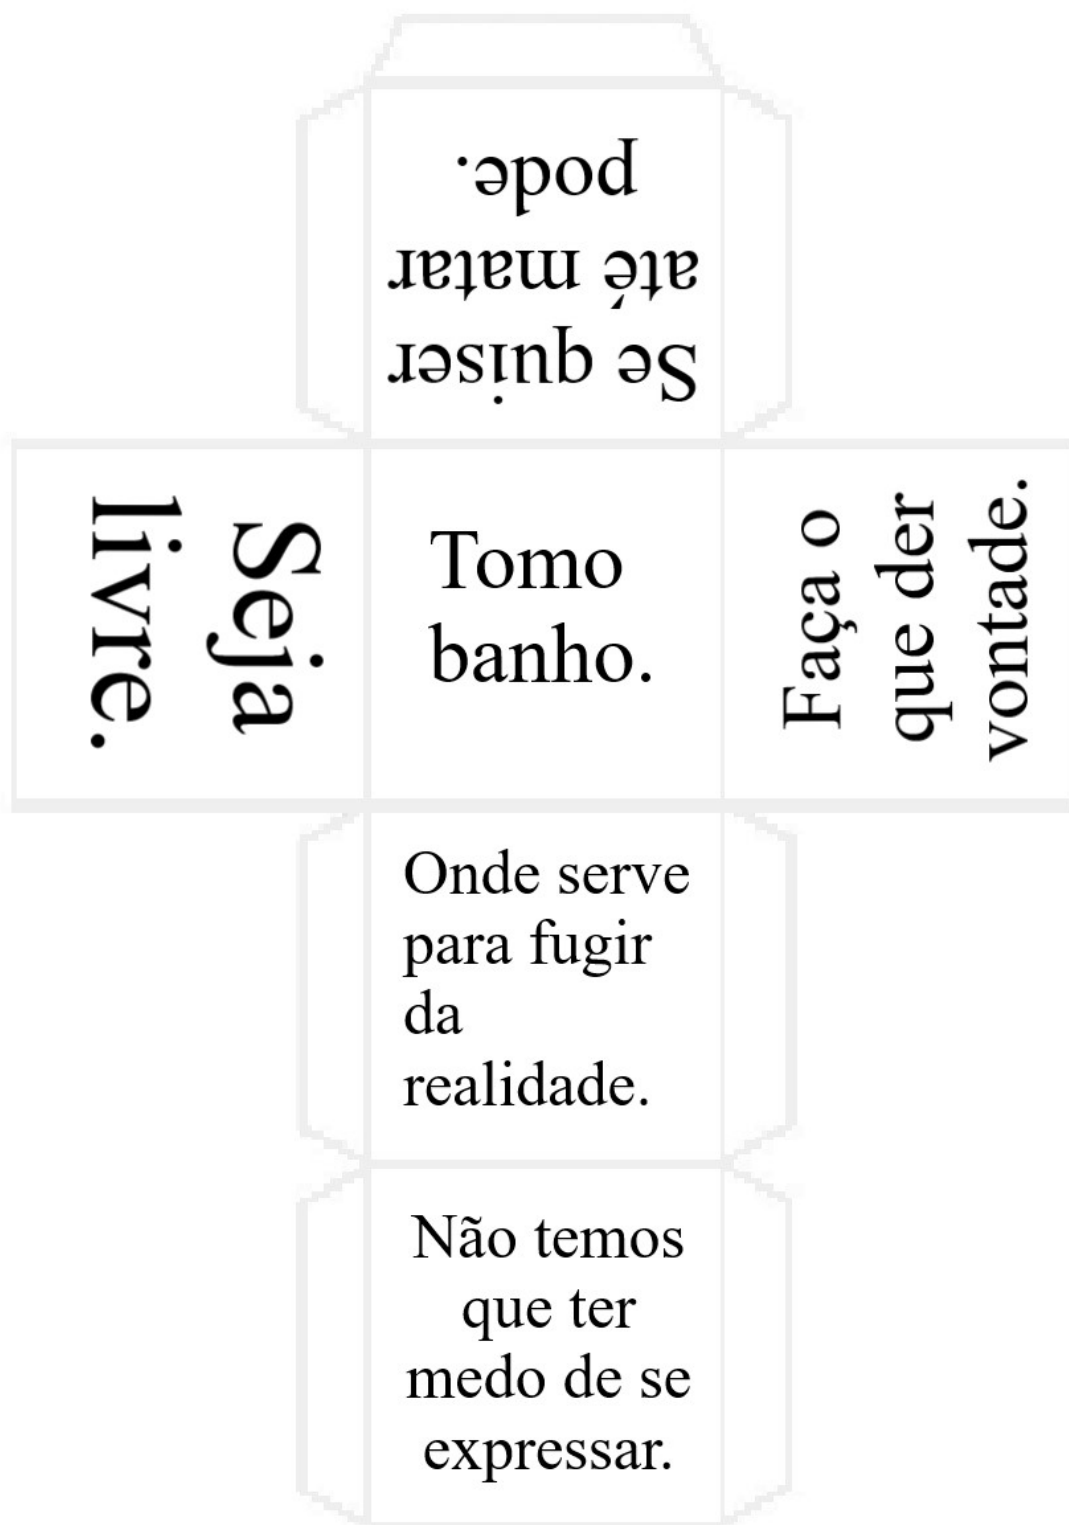 Se quiser
até matar
pode.
Seja
livre.
Tomo
banho.
Faça o
que der
vontade.
Onde serve
para fugir
da
realidade.
Não temos
que ter
medo de se
expressar.